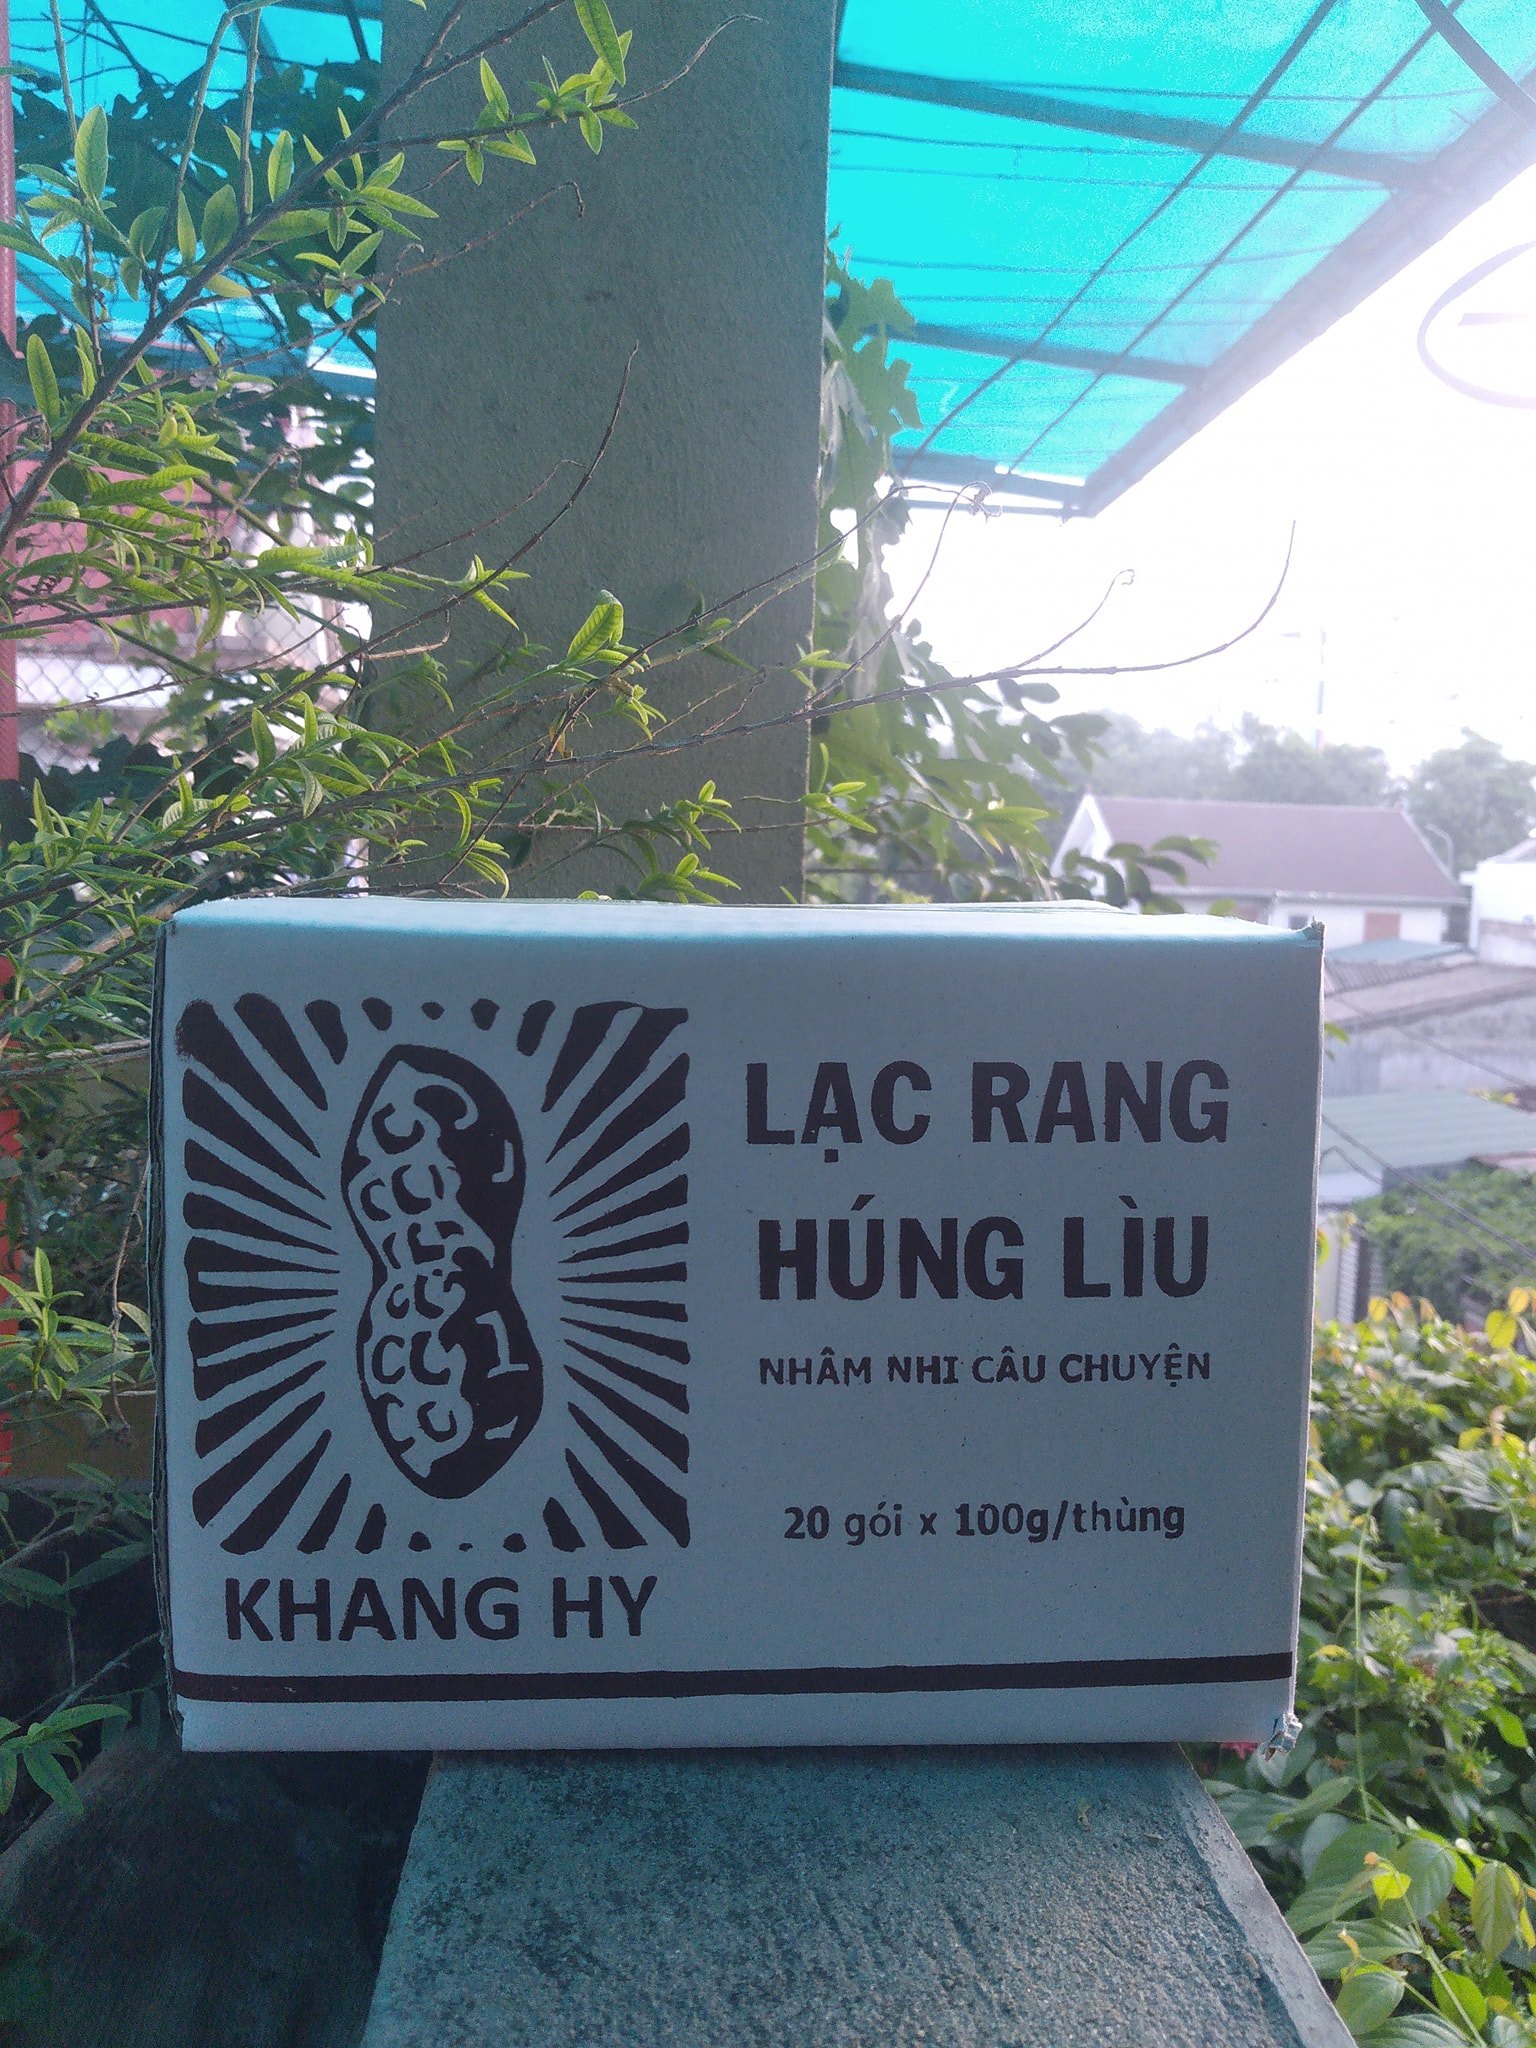 LẠC RANG
HÚNG LÌU
NHÂM NHI CÂU CHUYỆN
20 gói x 100g/thùng
KHANG HY